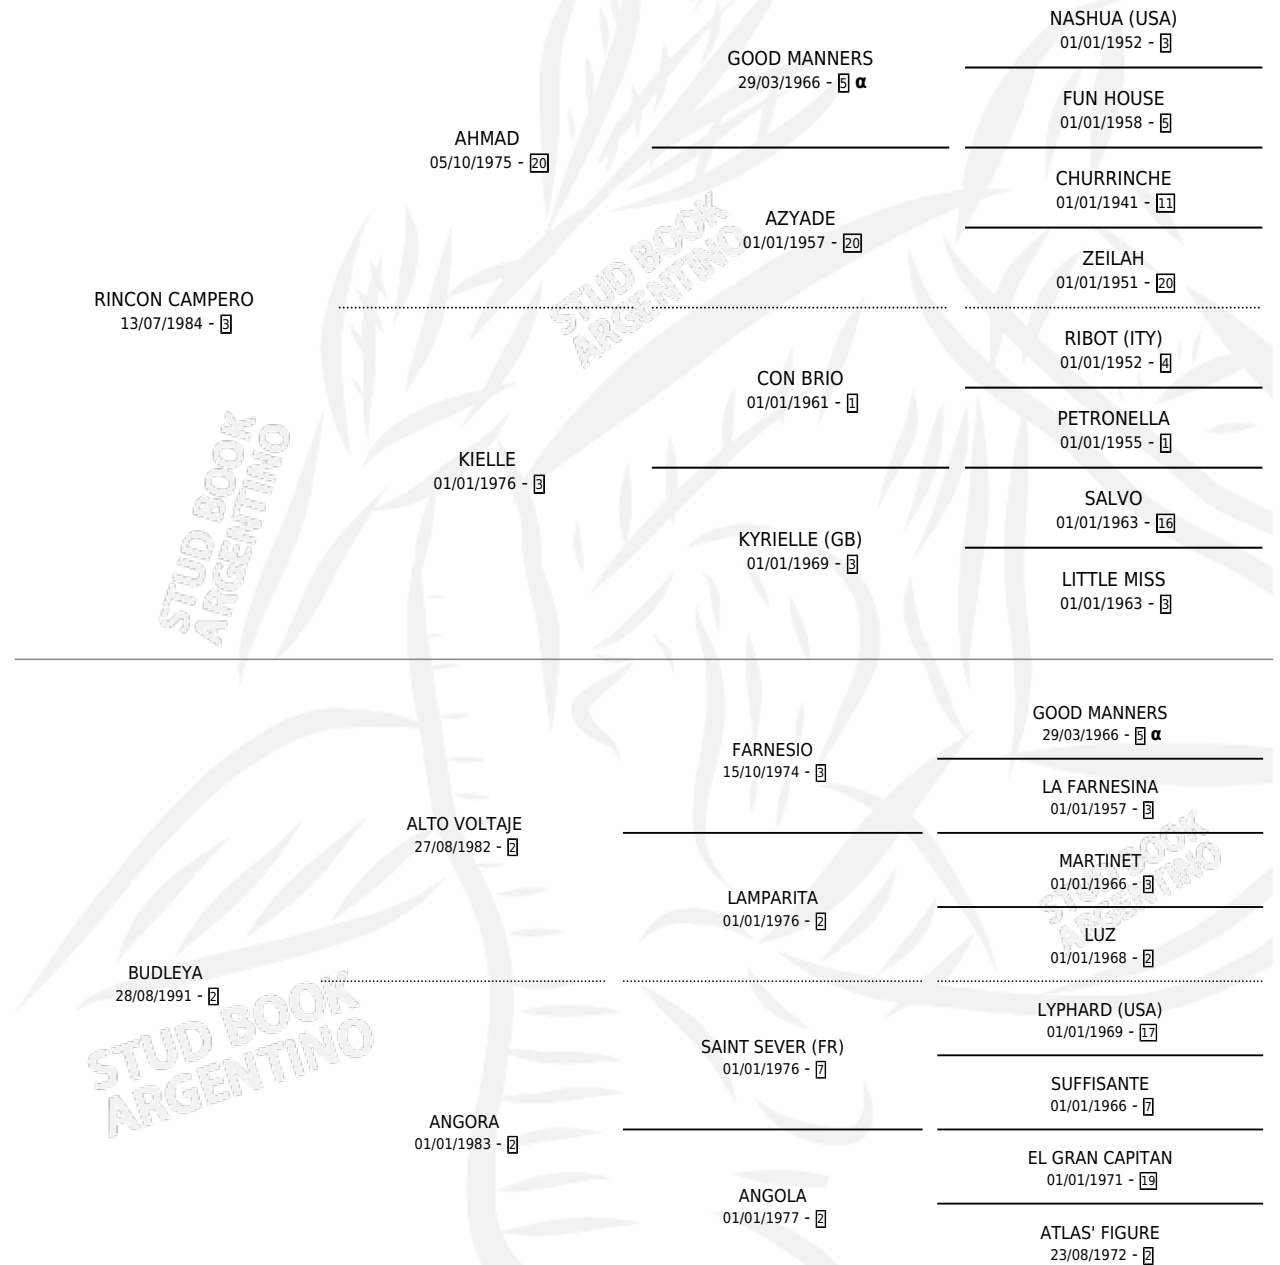 NASHUA (USA)
01/01/1952 - 3
GOOD MANNERS
29/03/1966 - 5 α
FUN HOUSE
01/01/1958 - 5
AHMAD
05/10/1975 - 20
CHURRINCHE
01/01/1941 - 11
AZYADE
01/01/1957 - 20
ZEILAH
01/01/1951 - 20
RINCON CAMPERO
13/07/1984 - 3
STUD BOOK
ARGENTINO
RIBOT (ITY)
01/01/1952 - 4
CON BRIO
01/01/1961 - 1
PETRONELLA
01/01/1955 - 1
KIELLE
01/01/1976 - 3
SALVO
01/01/1963 - 16
KYRIELLE (GB)
01/01/1969 - 3
LITTLE MISS
01/01/1963 - 3
STUD BOOK
ARGENTINO
GOOD MANNERS
29/03/1966 - 5 α
FARNESIO
15/10/1974 - 3
LA FARNESINA
01/01/1957 - 3
ALTO VOLTAJE
27/08/1982 - 2
MARTINET
01/01/1966 - 3
LAMPARITA
01/01/1976 - 2
LUZ
01/01/1968 - 2
STUD BOOK
ARGENTINO
BUDLEYA
28/08/1991 - 2
STUD BOOK
ARGENTINO
LYPHARD (USA)
01/01/1969 - 17
SAINT SEVER (FR)
01/01/1976 - 7
SUFFISANTE
01/01/1966 - 7
ANGORA
01/01/1983 - 2
EL GRAN CAPITAN
01/01/1971 - 19
ANGOLA
01/01/1977 - 2
ATLAS' FIGURE
23/08/1972 - 2